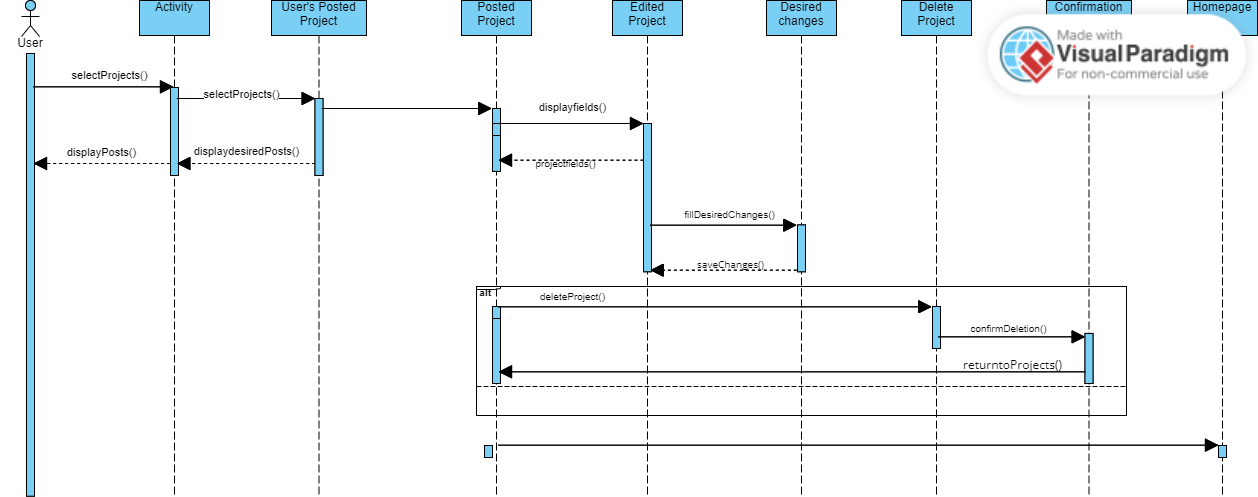 Activity
User's Posted
Project
Posted
Project
Edited
Project
Desired
changes
Delete
Project
Confirmation
Homepage
User
Made with
Visual Paradigm
For non-commercial use
selectProjects()
selectProjects()
displayfields()
displayPosts()
displaydesiredPosts()
projectfields()
fillDesiredChanges()
saveChanges()
alt
deleteProject()
confirmDeletion()
returntoProjects()